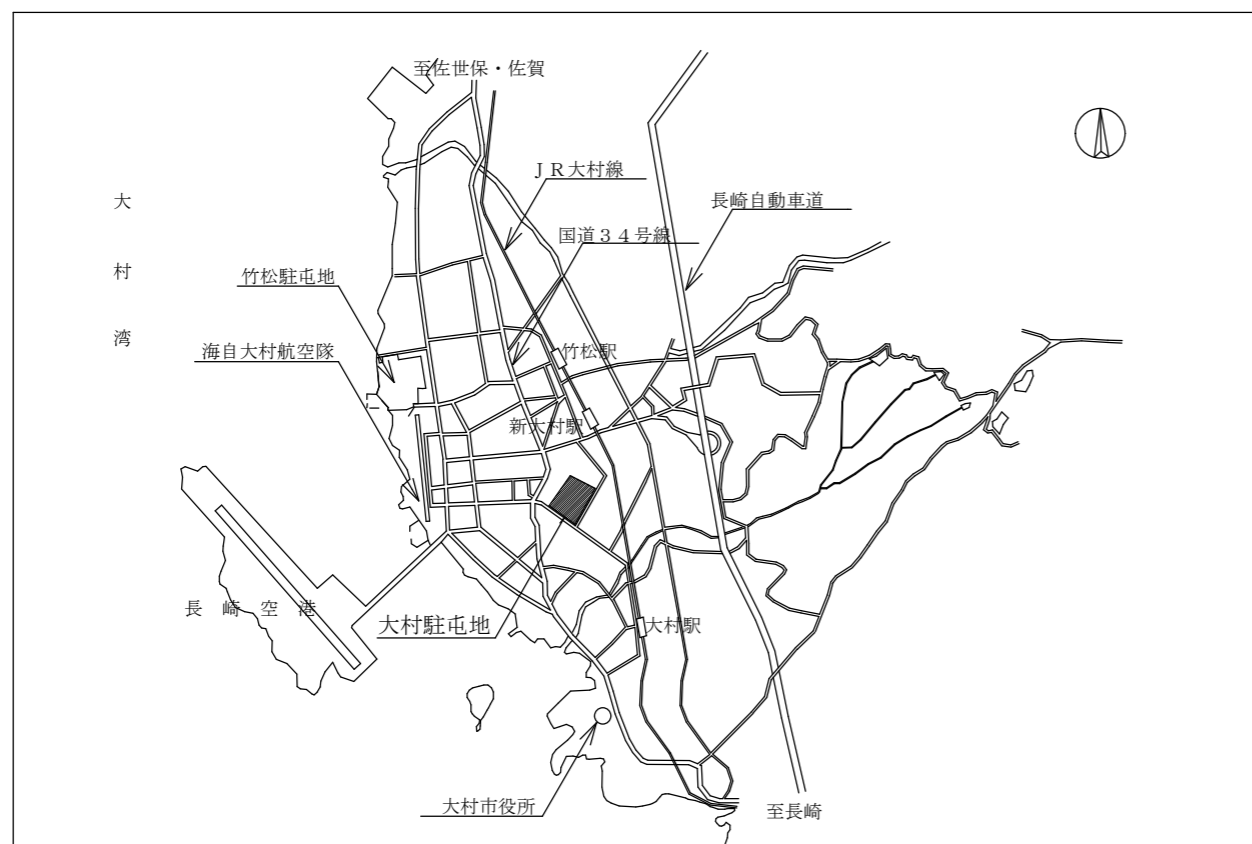 至佐世保・佐賀
ＪＲ大村線
長崎自動車道
大村湾
国道３４号線
竹松駐屯地
海自大村航空隊
竹松駅
新大村駅
長崎空港
大村駐屯地
大村駅
大村市役所
至長崎